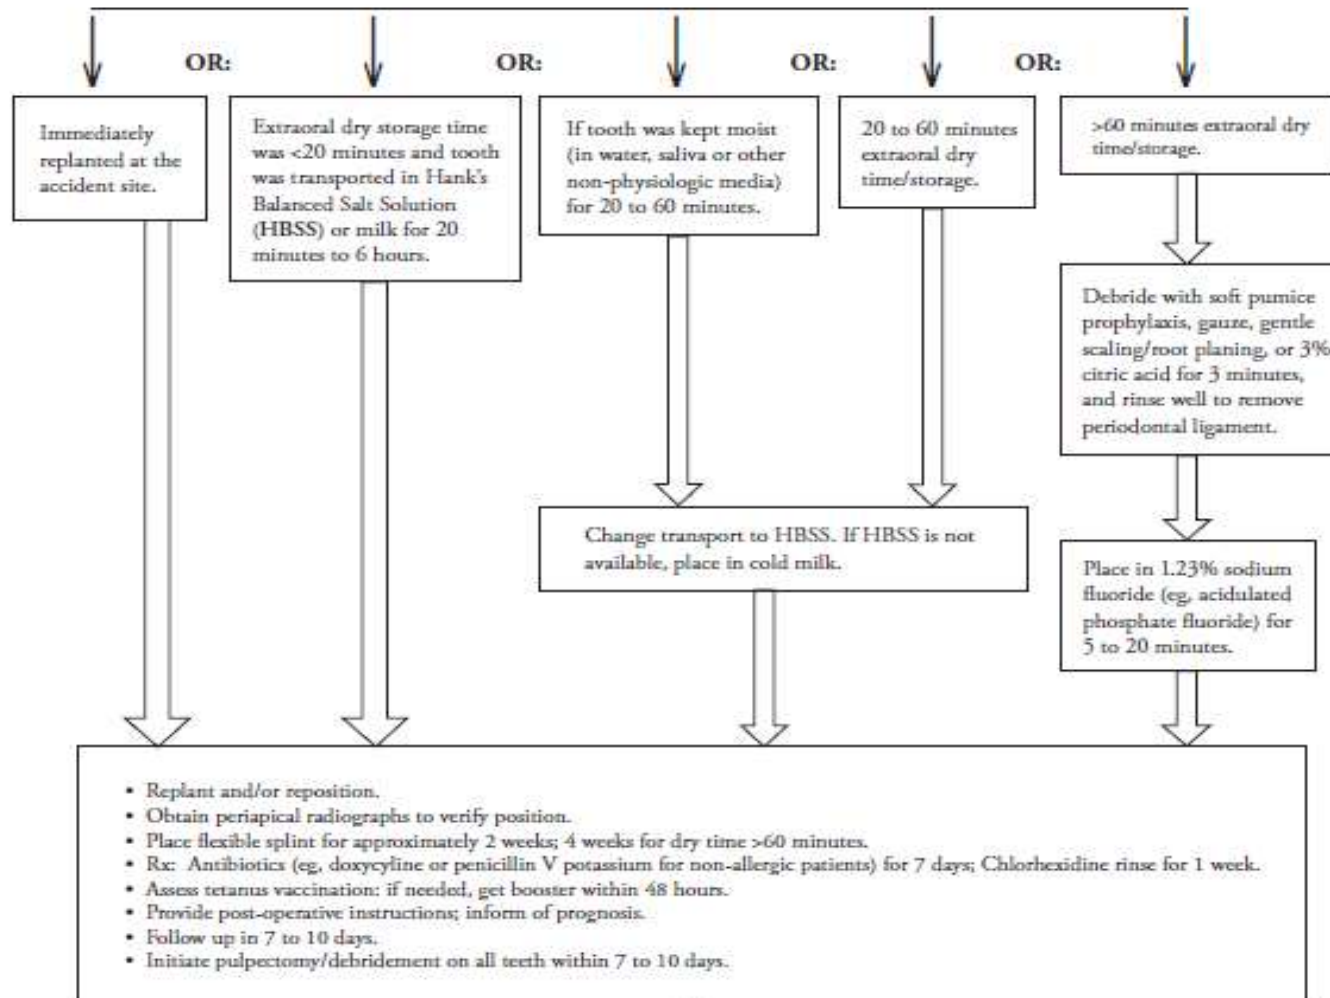 OR:
OR:
OR:
OR:
Immediately
replanted at the
accident site.
Extraoral dry storage time
was <20 minutes and tooth
was transported in Hank's
Balanced Salt Solution
(HBSS) or milk for 20
minutes to 6 hours.
If tooth was kept moist
(in water, saliva or other
non-physiologic media)
for 20 to 60 minutes.
20 to 60 minutes
extraoral dry
time/storage.
>60 minutes extraoral dry
time/storage.
Debride with soft pumice
prophylaxis, gauze, gentle
scaling/root planing, or 3%
citric acid for 3 minutes,
and rinse well to remove
periodontal ligament.
Change transport to HBSS. If HBSS is not
available, place in cold milk.
Place in 1.23% sodium
fluoride (eg, acidulated
phosphate fluoride) for
5 to 20 minutes.
• Replant and/or reposition.
• Obtain periapical radiographs to verify position.
• Place flexible splint for approximately 2 weeks; 4 weeks for dry time >60 minutes.
• Rx: Antibiotics (eg, doxycyline or penicillin V potassium for non-allergic patients) for 7 days; Chlorhexidine rinse for 1 week.
• Assess tetanus vaccination: if needed, get booster within 48 hours.
• Provide post-operative instructions; inform of prognosis.
• Follow up in 7 to 10 days.
• Initiate pulpectomy/debridement on all teeth within 7 to 10 days.